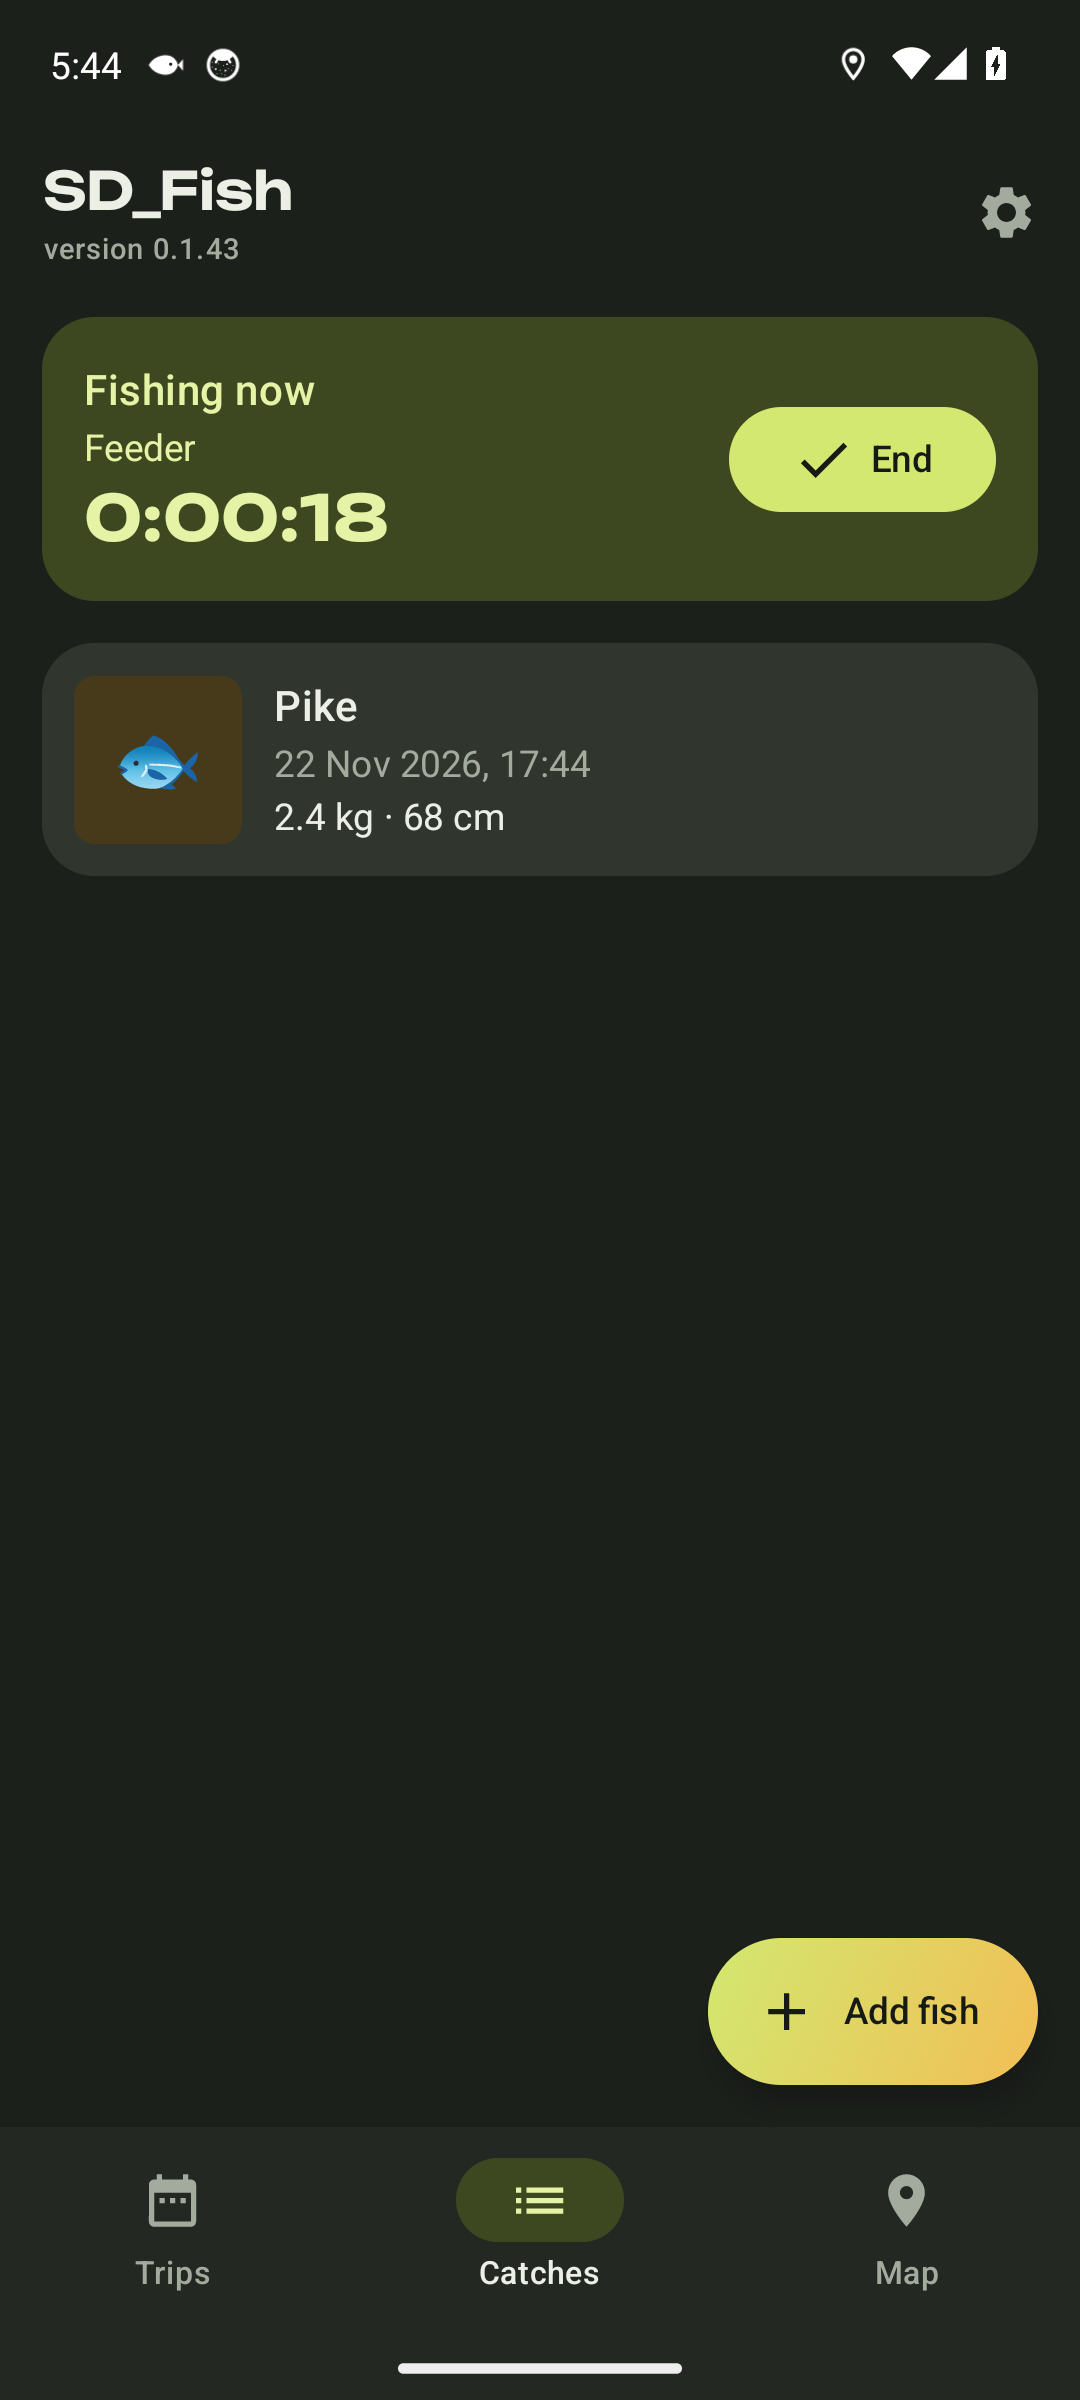 5:44
SD_Fish
version 0.1.43
Fishing now
Feeder
0:00:18
End
Pike
22 Nov 2026, 17:44
2.4 kg · 68 cm
Add fish
Trips
Catches
Map